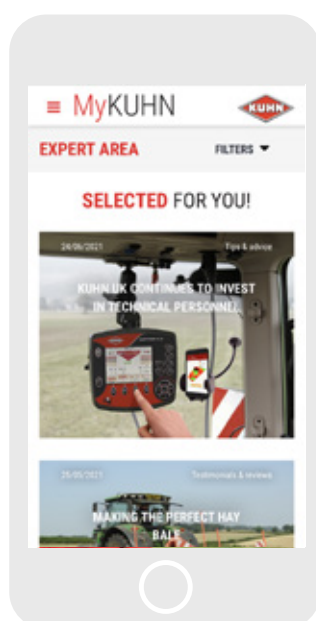 MyKUHN
KUHN
EXPERT AREA
FILTERS
SELECTED FOR YOU!
24/06/2021
Tips & advice
KUHN UK CONTINUES TO INVEST
IN TECHNICAL PERSONNEL
25/05/2021
Testimonials & reviews
MAKING THE PERFECT HAY
BALE